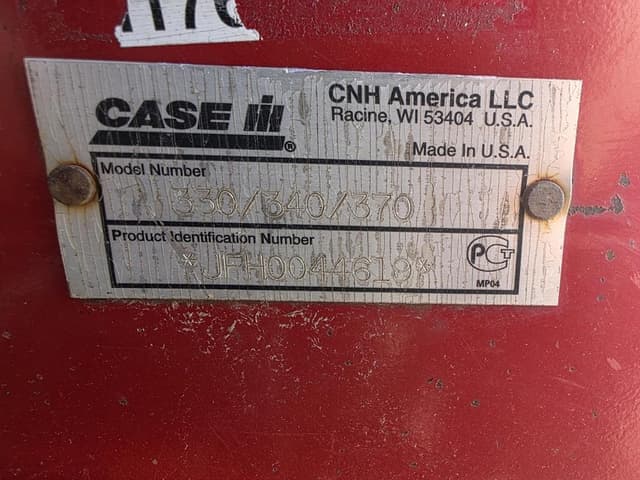 CASE IH
®
CNH America LLC
Racine, WI 53404 U.S.A.
Made In U.S.A.
Model Number
330/340/370
Product Identification Number
*JFH0044619*
PCT
MP04